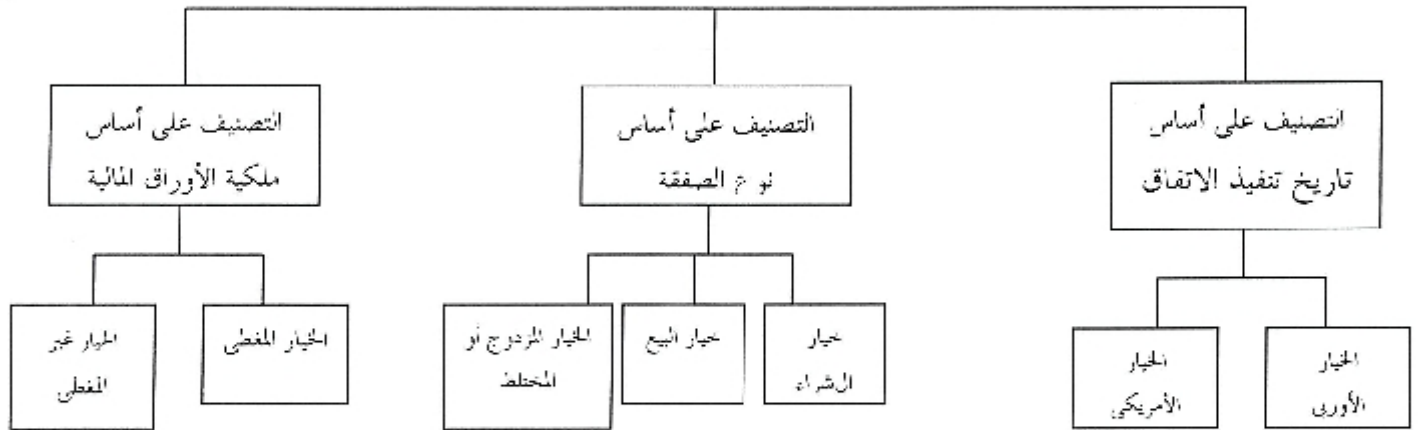 التصنيف على أساس
تاريخ تنفيذ الاتفاق
التصنيف على أساس
نوع الصفقة
التصنيف على أساس
ملكية الأوراق المالية
الخيار
الأوربي
الخيار
الأمريكي
خيار
الشراء
خيار البيع
الخيار المزدوج أو
المختلط
الخيار المغطى
الخيار غير
المغطى